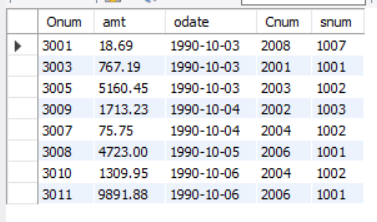 Onum amt odate Cnum snum
3001 18.69 1990-10-03 2008 1007
3003 767.19 1990-10-03 2001 1001
3005 5160.45 1990-10-03 2003 1002
3009 1713.23 1990-10-04 2002 1003
3007 75.75 1990-10-04 2004 1002
3008 4723.00 1990-10-05 2006 1001
3010 1309.95 1990-10-06 2004 1002
3011 9891.88 1990-10-06 2006 1001